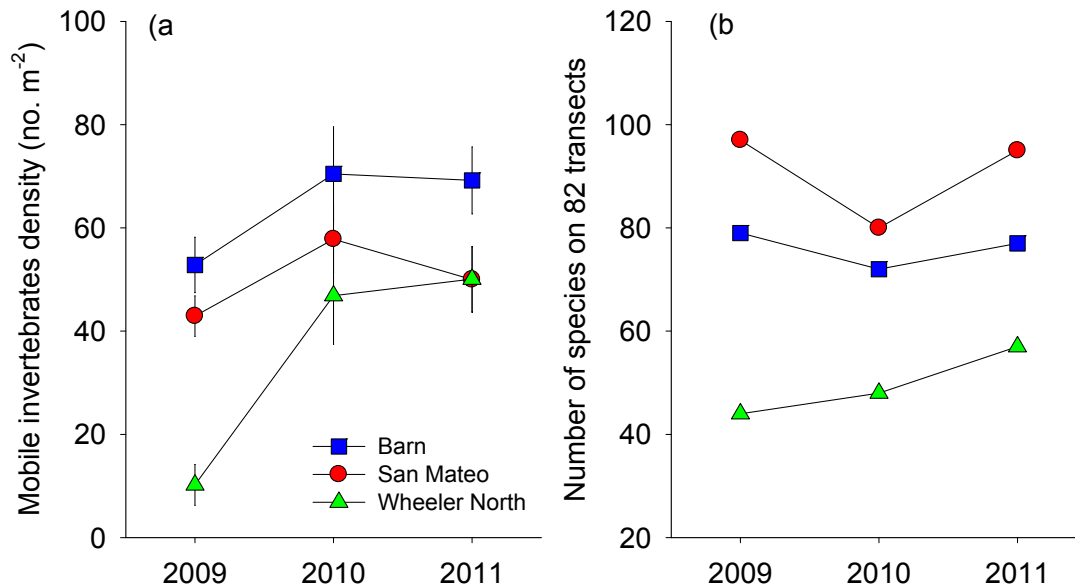 Mobile invertebrates density (no. m-2)
100
80
60
40
20
0
(a
Barn
San Mateo
Wheeler North
2009 2010 2011
Number of species on 82 transects
120
100
80
60
40
20
(b
2009 2010 2011